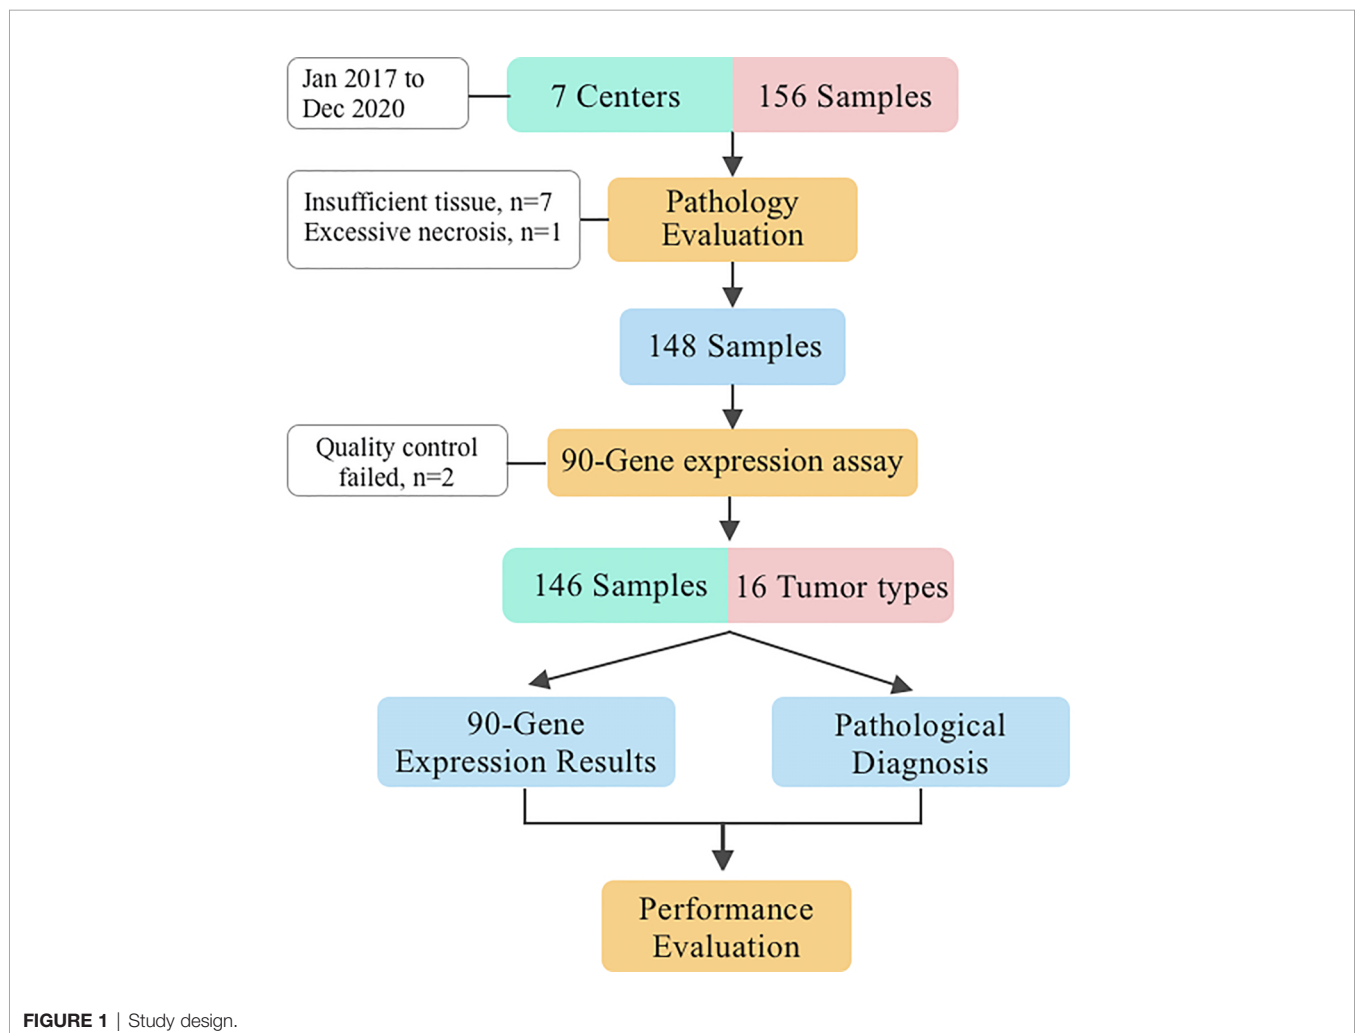 Jan 2017 to
Dec 2020
7 Centers
156 Samples
Insufficient tissue, n=7
Excessive necrosis, n=1
Pathology
Evaluation
148 Samples
Quality control
failed, n=2
90-Gene expression assay
146 Samples
16 Tumor types
90-Gene
Expression Results
Pathological
Diagnosis
Performance
Evaluation
FIGURE 1 | Study design.